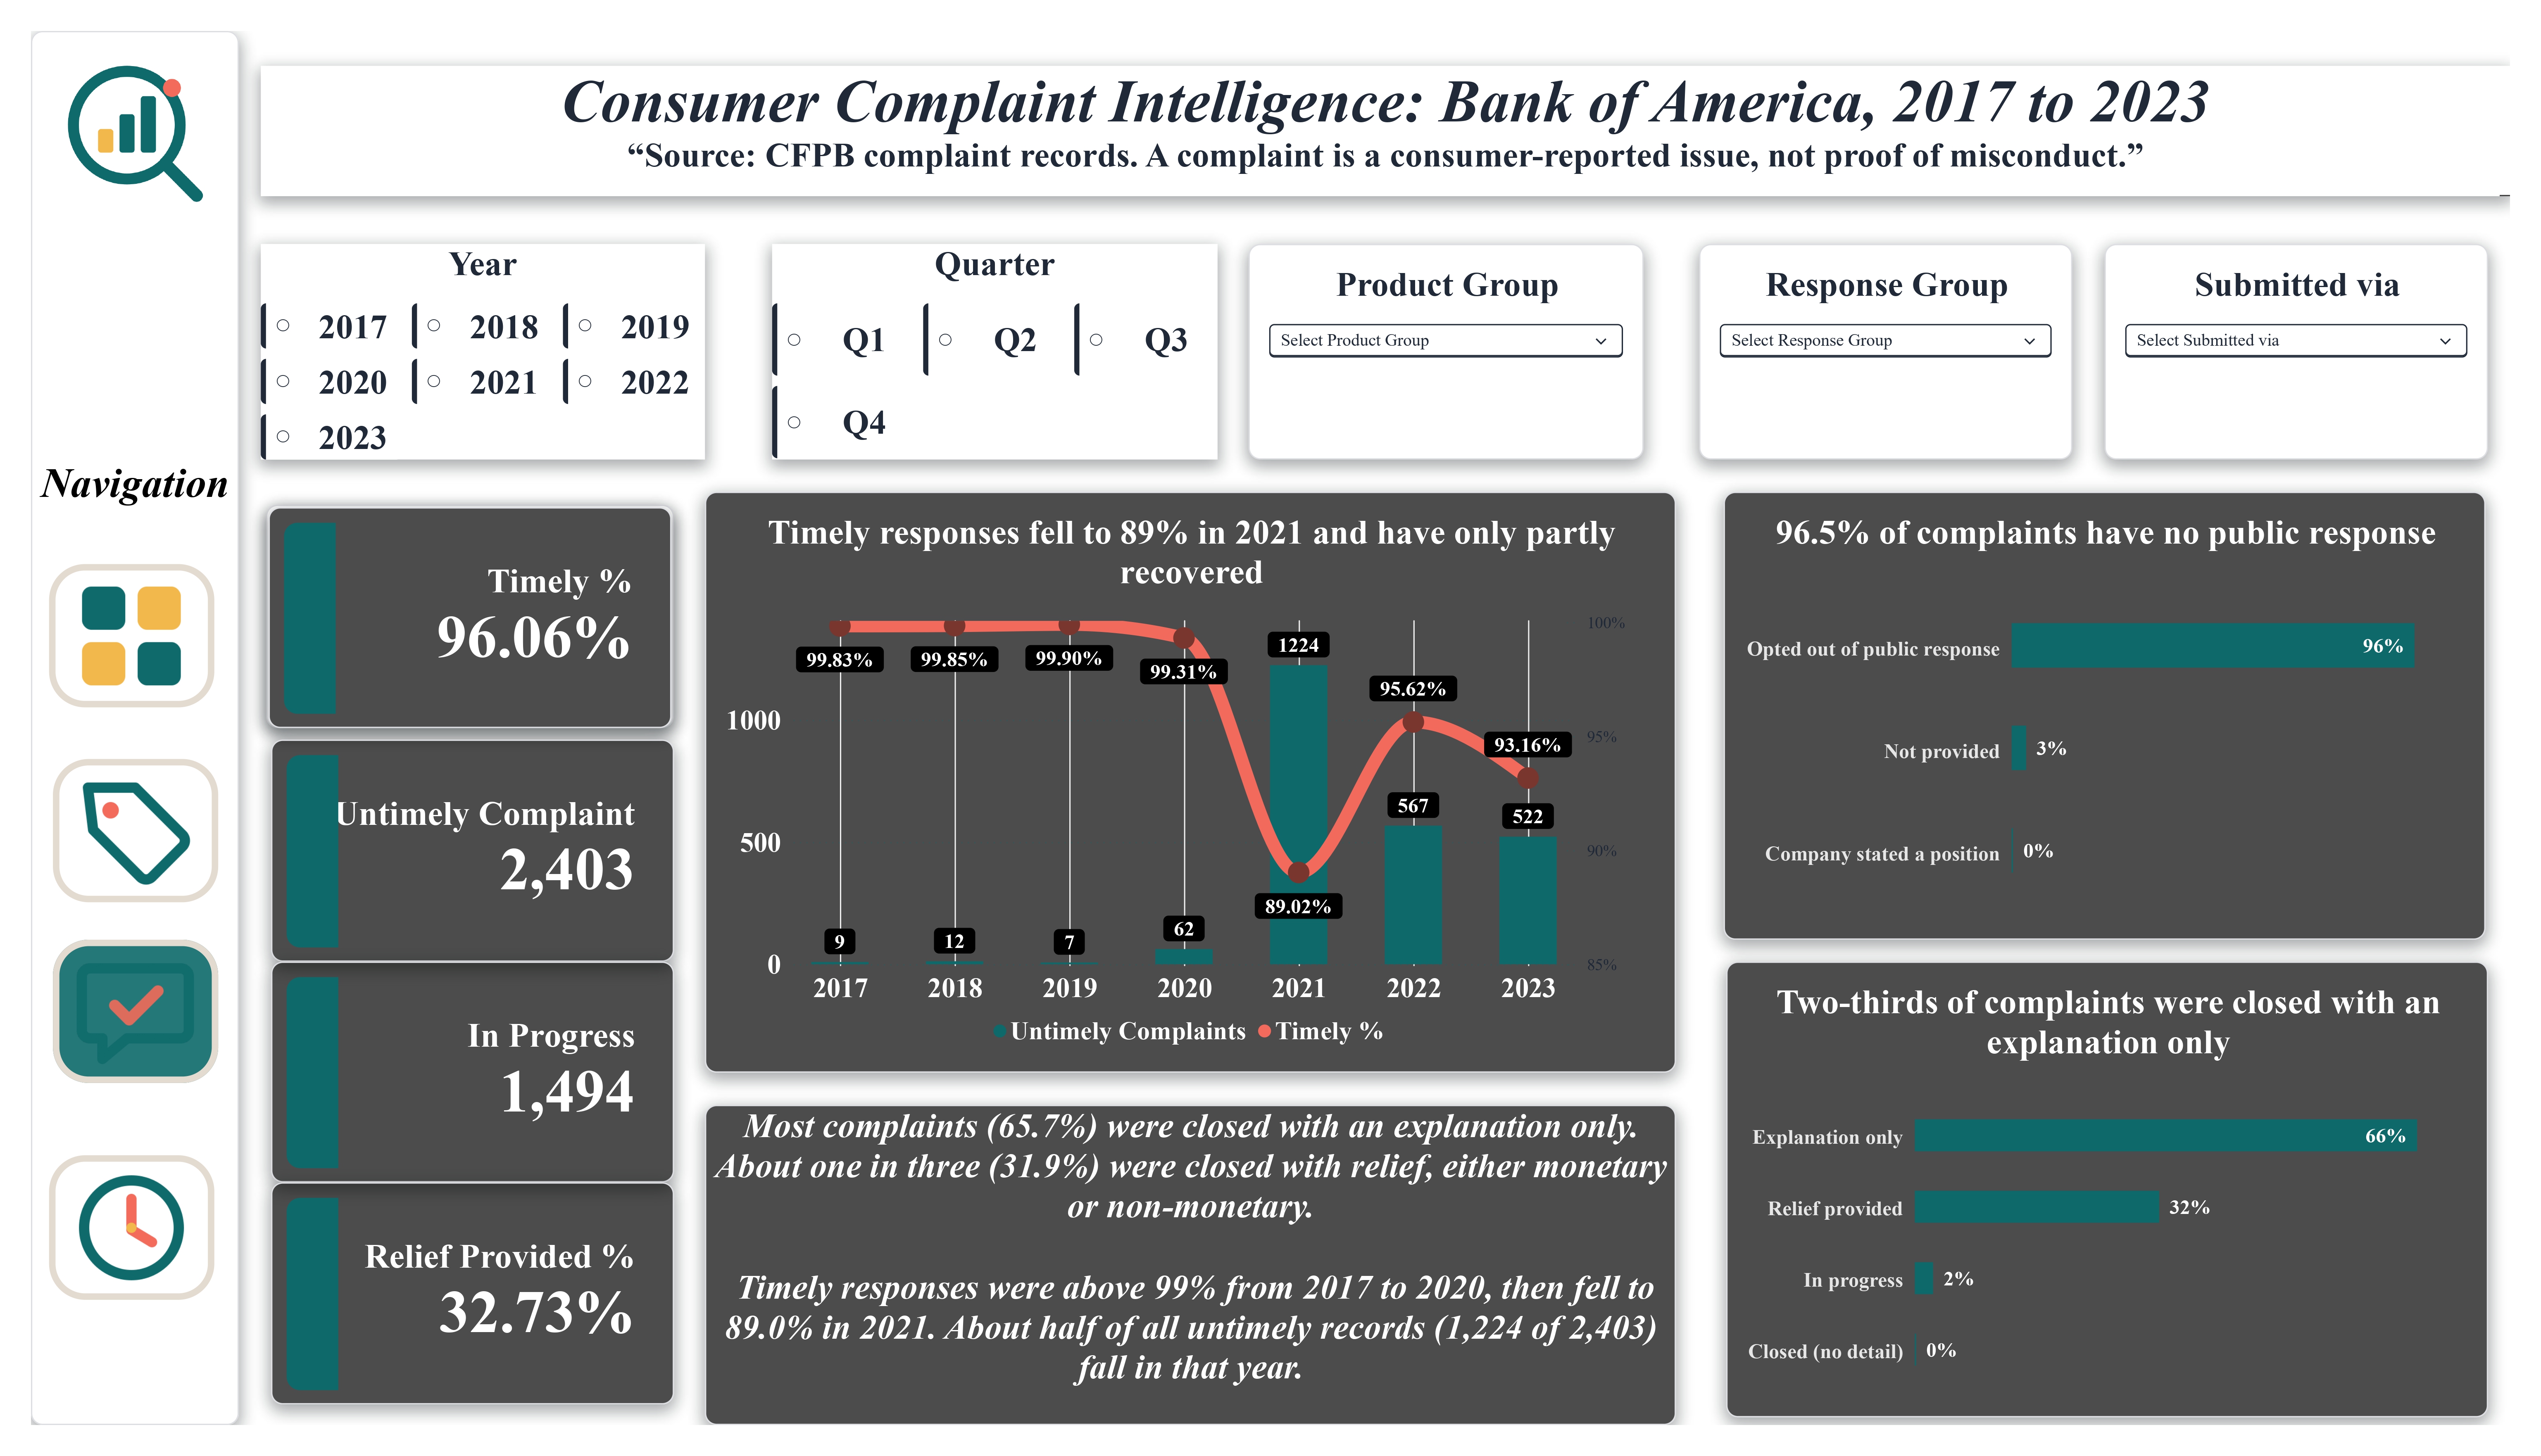 Consumer Complaint Intelligence: Bank of America, 2017 to 2023
“Source: CFPB complaint records. A complaint is a consumer-reported issue, not proof of misconduct.”
Year
2017 2018 2019
2020 2021 2022
2023
Quarter
Q1 Q2 Q3
Q4
Product Group
Select Product Group
Response Group
Select Response Group
Submitted via
Select Submitted via
Navigation
Timely %
96.06%
Untimely Complaint
2,403
In Progress
1,494
Relief Provided %
32.73%
Timely responses fell to 89% in 2021 and have only partly
recovered
100%
1224
99.83% 99.85% 99.90% 99.31%
95.62%
1000
95%
93.16%
567
522
500
90%
89.02%
9 12 7 62
0
85%
2017 2018 2019 2020 2021 2022 2023
Untimely Complaints Timely %
Most complaints (65.7%) were closed with an explanation only.
About one in three (31.9%) were closed with relief, either monetary
or non-monetary.
Timely responses were above 99% from 2017 to 2020, then fell to
89.0% in 2021. About half of all untimely records (1,224 of 2,403)
fall in that year.
96.5% of complaints have no public response
Opted out of public response 96%
Not provided 3%
Company stated a position 0%
Two-thirds of complaints were closed with an
explanation only
Explanation only 66%
Relief provided 32%
In progress 2%
Closed (no detail) 0%